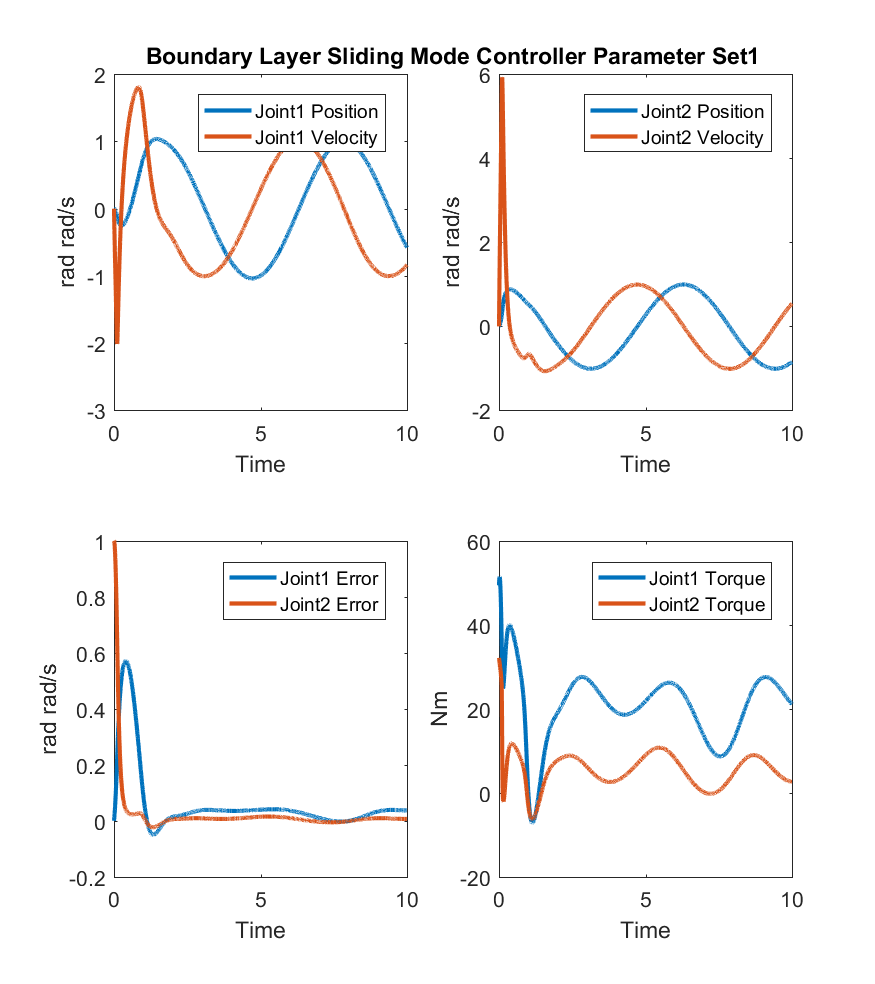 Boundary Layer Sliding Mode Controller Parameter Set1
2
1
0
-1
-2
-3
rad rad/s
Joint1 Position
Joint1 Velocity
0
5
10
Time
6
4
2
0
-2
rad rad/s
Joint2 Position
Joint2 Velocity
0
5
10
Time
1
0.8
0.6
0.4
0.2
0
-0.2
rad rad/s
Joint1 Error
Joint2 Error
0
5
10
Time
60
40
20
0
-20
Nm
Joint1 Torque
Joint2 Torque
0
5
10
Time